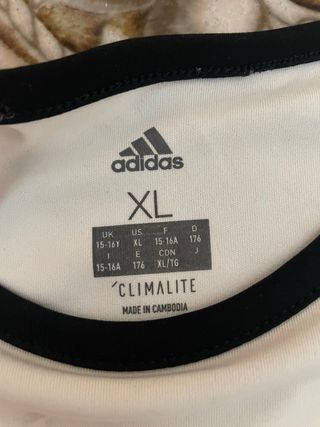 adidas
XL
UK US F D
15-16Y XL 15-16A 176
I E CDN J
15-16A 176 XL/TG
CLIMALITE
MADE IN CAMBODIA